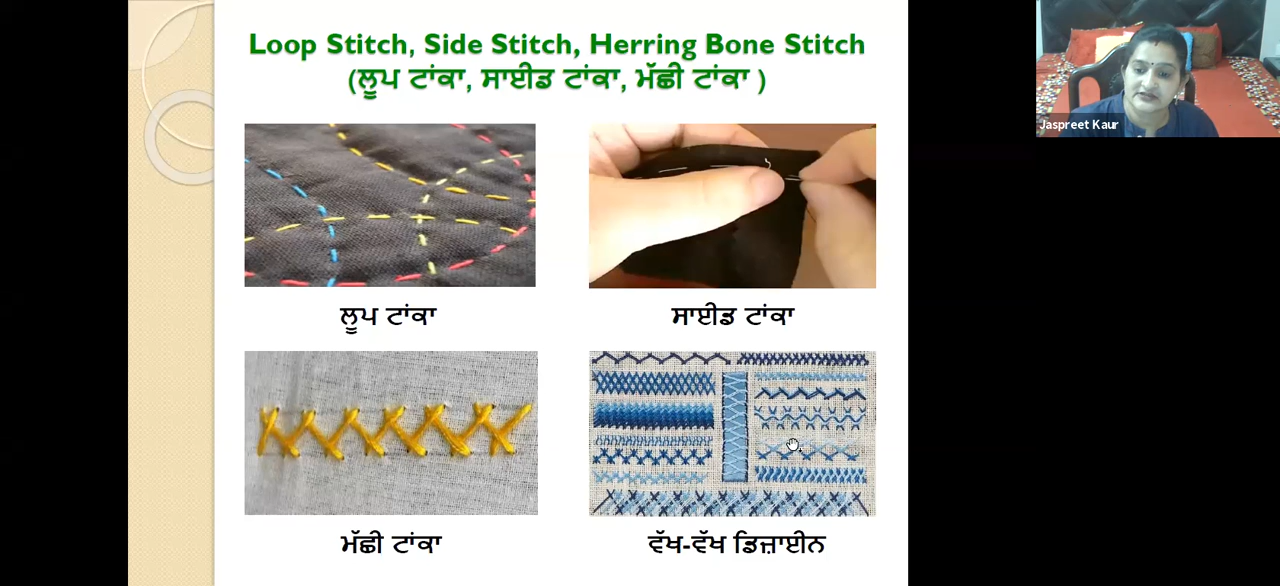 Loop Stitch, Side Stitch, Herring Bone Stitch
(ਲੂਪ ਟਾਂਕਾ, ਸਾਈਡ ਟਾਂਕਾ, ਮੱਛੀ ਟਾਂਕਾ )
Jaspreet Kaur
ਲੂਪ ਟਾਂਕਾ
ਸਾਈਡ ਟਾਂਕਾ
ਮੱਛੀ ਟਾਂਕਾ
ਵੱਖ-ਵੱਖ ਡਿਜ਼ਾਈਨ